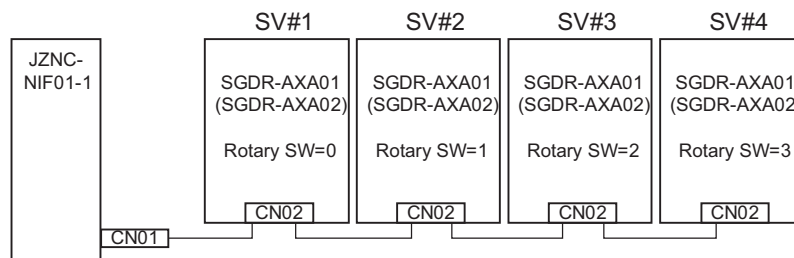 SV#1 SV#2 SV#3 SV#4
JZNC-
NIF01-1
SGDR-AXA01 SGDR-AXA01 SGDR-AXA01 SGDR-AXA01
(SGDR-AXA02) (SGDR-AXA02) (SGDR-AXA02) (SGDR-AXA02
Rotary SW=0 Rotary SW=1 Rotary SW=2 Rotary SW=3
CN02 CN02 CN02 CN02
CN01